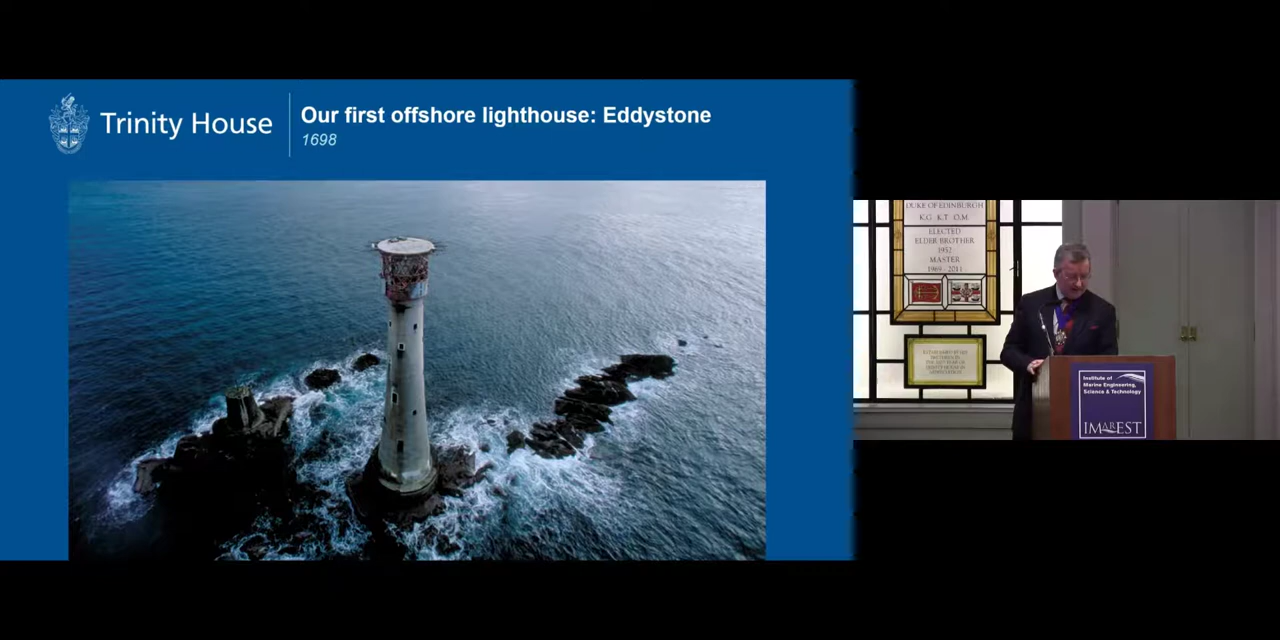 Trinity House
Our first offshore lighthouse: Eddystone
1698
DUKE OF EDINBURGH
K.G K.T O.M.
ELECTED
ELDER BROTHER
1952
MASTER
1969 - 2011
Institute of
Marine Engineering,
Science & Technology
IMarEST